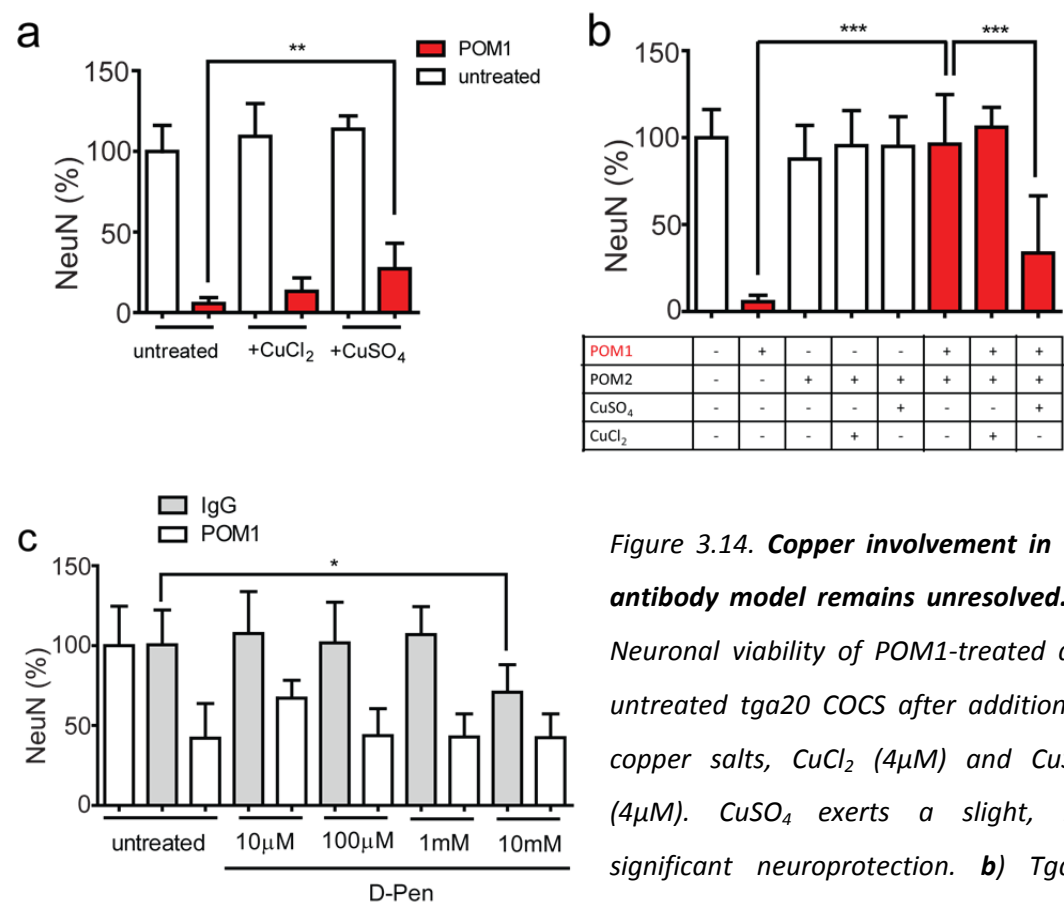 a
**
POM1
untreated
150
100
50
0
NeuN (%)
untreated
+CuCl₂
+CuSO₄
b
***
***
150
100
50
0
NeuN (%)
POM1 - + - - - + + +
POM2 - - + + + + + +
CuSO₄ - - - - + - - +
CuCl₂ - - - + - - + -
c
IgG
POM1
*
150
100
50
0
NeuN (%)
untreated
10µM
100µM
1mM
10mM
D-Pen
Figure 3.14. Copper involvement in
antibody model remains unresolved.
Neuronal viability of POM1-treated
untreated tga20 COCS after addition
copper salts, CuCl₂ (4µM) and
(4µM). CuSO₄ exerts a slight,
significant neuroprotection. b)